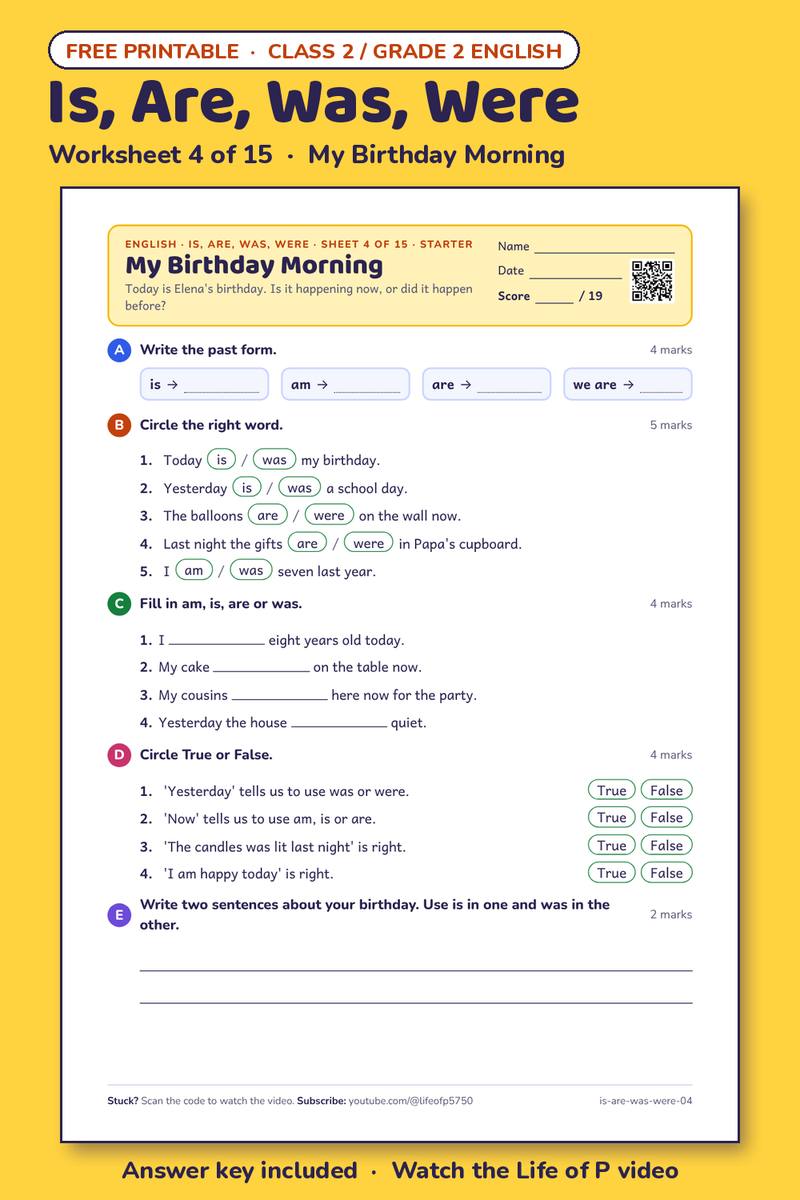 FREE PRINTABLE · CLASS 2 / GRADE 2 ENGLISH
Is, Are, Was, Were
Worksheet 4 of 15 · My Birthday Morning
ENGLISH · IS, ARE, WAS, WERE · SHEET 4 OF 15 · STARTER
My Birthday Morning
Today is Elena's birthday. Is it happening now, or did it happen
before?
Name
Date
Score / 19
A Write the past form. 4 marks
is → am → are → we are →
B Circle the right word. 5 marks
1. Today is / was my birthday.
2. Yesterday is / was a school day.
3. The balloons are / were on the wall now.
4. Last night the gifts are / were in Papa's cupboard.
5. I am / was seven last year.
C Fill in am, is, are or was. 4 marks
1. I ____________ eight years old today.
2. My cake ____________ on the table now.
3. My cousins ____________ here now for the party.
4. Yesterday the house ____________ quiet.
D Circle True or False. 4 marks
1. 'Yesterday' tells us to use was or were. True False
2. 'Now' tells us to use am, is or are. True False
3. 'The candles was lit last night' is right. True False
4. 'I am happy today' is right. True False
E Write two sentences about your birthday. Use is in one and was in the
other. 2 marks
Stuck? Scan the code to watch the video. Subscribe: youtube.com/@lifeofp5750 is-are-was-were-04
Answer key included · Watch the Life of P video